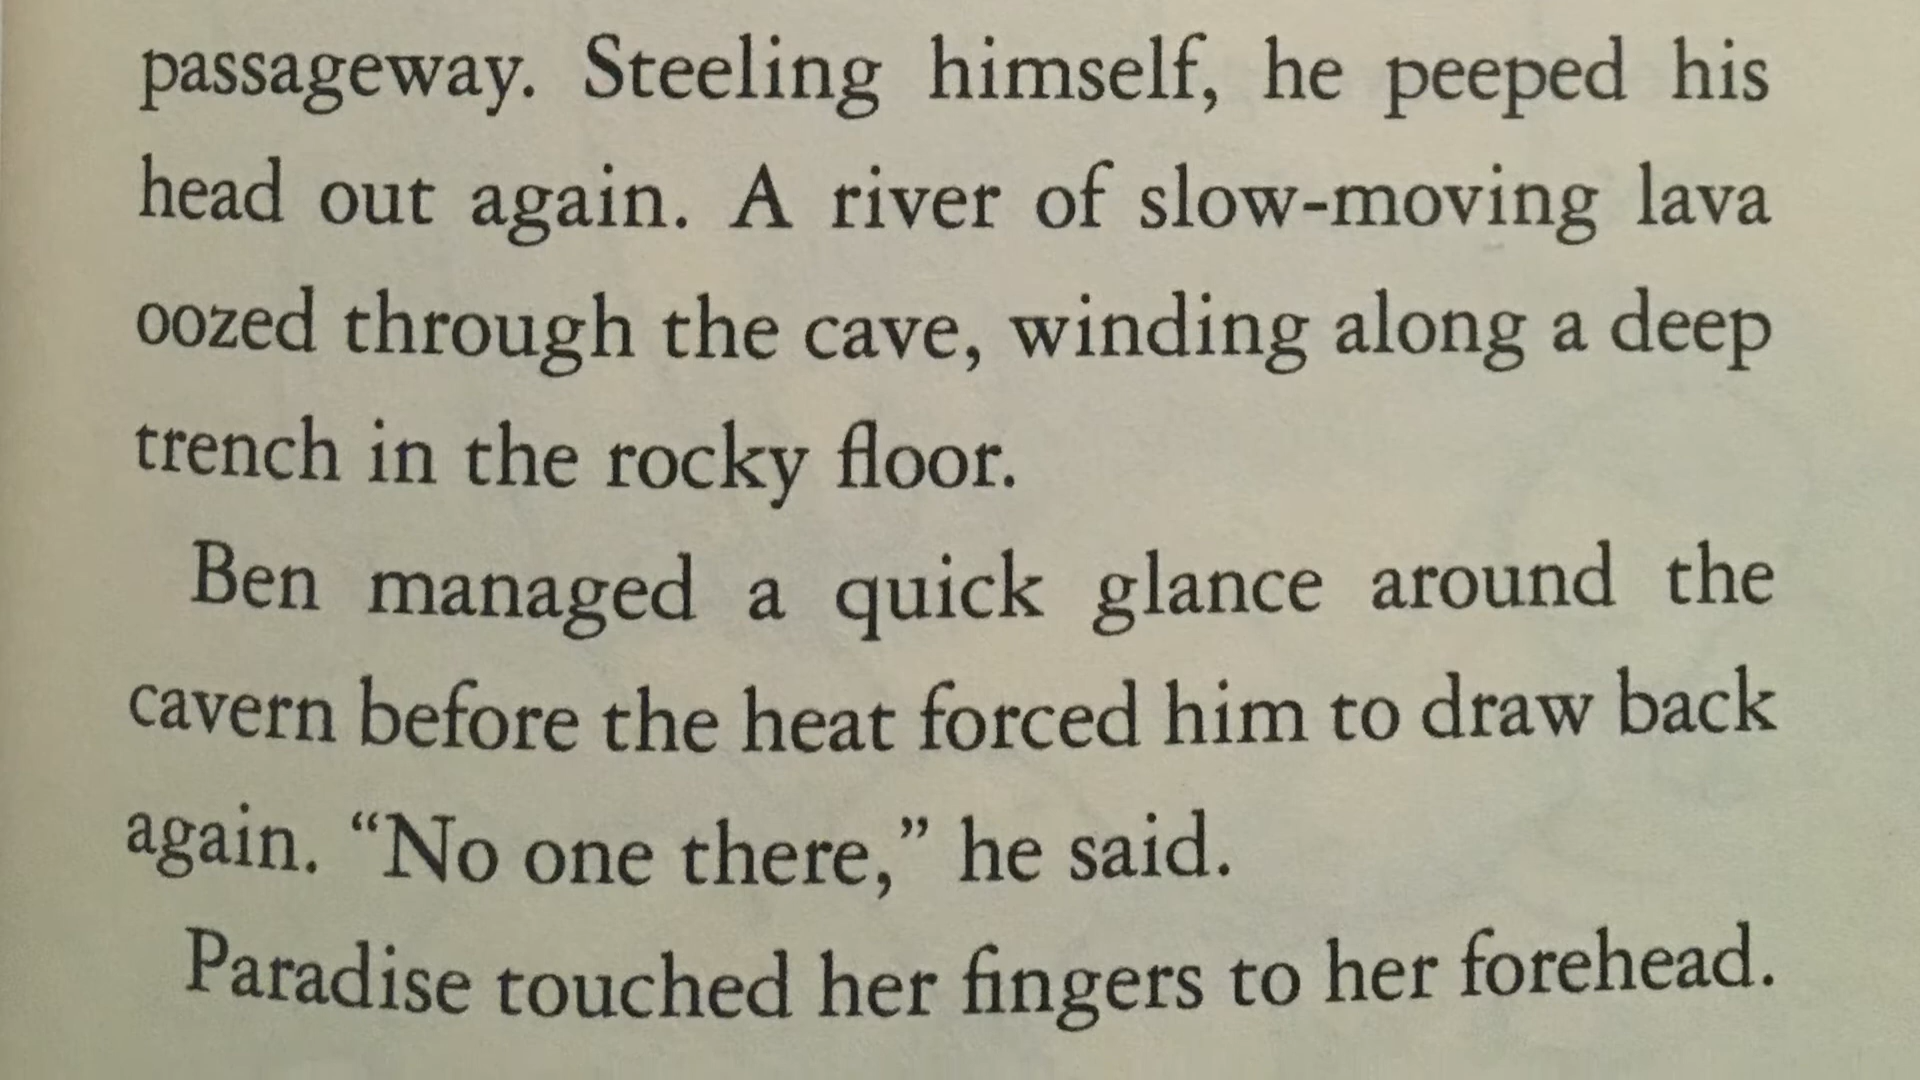 passageway. Steeling himself, he peeped his
head out again. A river of slow-moving lava
oozed through the cave, winding along a deep
trench in the rocky floor.
Ben managed a quick glance around the
cavern before the heat forced him to draw back
again. “No one there,” he said.
Paradise touched her fingers to her forehead.